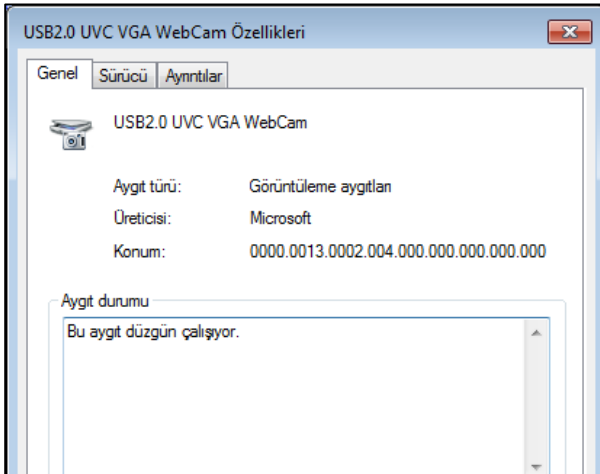 USB2.0 UVC VGA WebCam Özellikleri
Genel Sürücü Ayrıntılar
USB2.0 UVC VGA WebCam
Aygıt türü: Görüntüleme aygıtları
Üreticisi: Microsoft
Konum: 0000.0013.0002.004.000.000.000.000.000
Aygıt durumu
Bu aygıt düzgün çalışıyor.